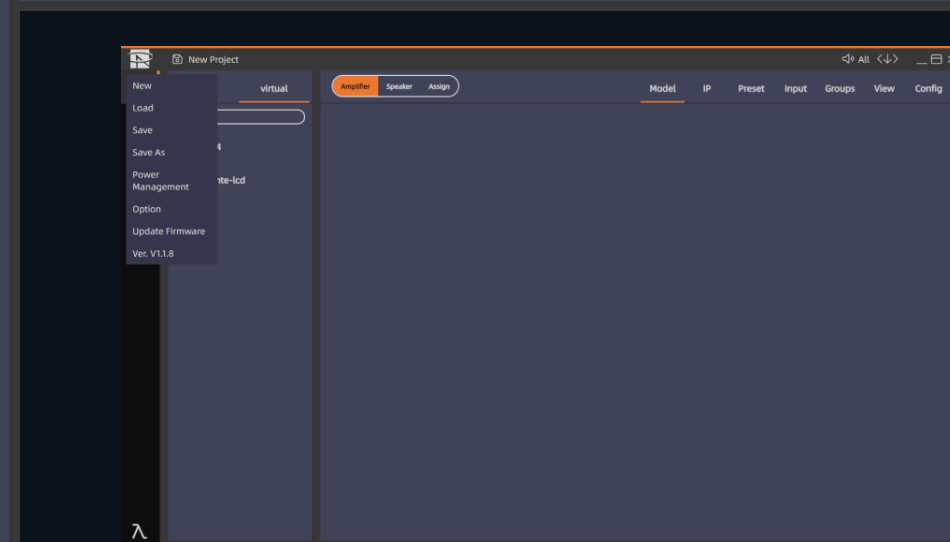 New Project
All
New
Load
Save
Save As
Power
Management
Option
Update Firmware
Ver. V1.1.8
virtual
4
nte-lcd
Amplifier Speaker Assign
Model IP Preset Input Groups View Config